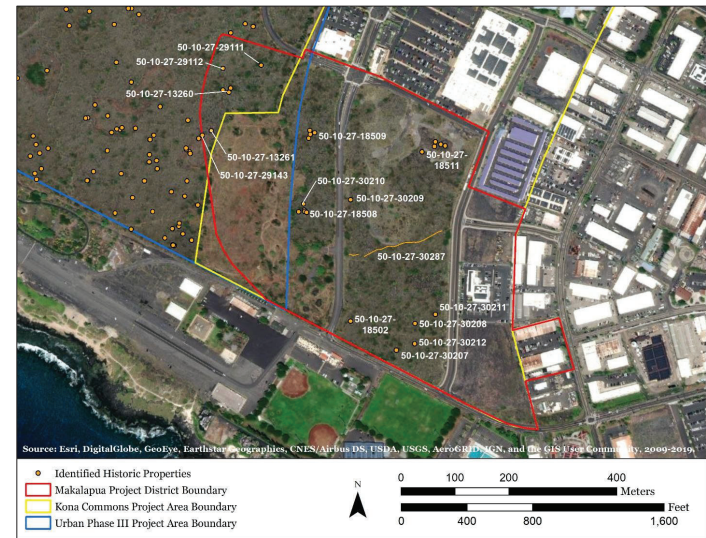 50-10-27-29111
50-10-27-29112
50-10-27-13260
50-10-27-18509
50-10-27-
18511
50-10-27-13261
50-10-27-29143
50-10-27-30210
50-10-27-30209
50-10-27-18508
50-10-27-30287
50-10-27-30211
50-10-27-
18502
50-10-27-30208
50-10-27-30212
50-10-27-30207
Source: Esri, DigitalGlobe, GeoEye, Earthstar Geographics, CNES/Airbus DS, USDA, USGS, AeroGRID, IGN, and the GIS User Community, 2009-2019.
Identified Historic Properties
Makalapua Project District Boundary
Kona Commons Project Area Boundary
Urban Phase III Project Area Boundary
N
0 100 200 400
Meters
Feet
0 400 800 1,600